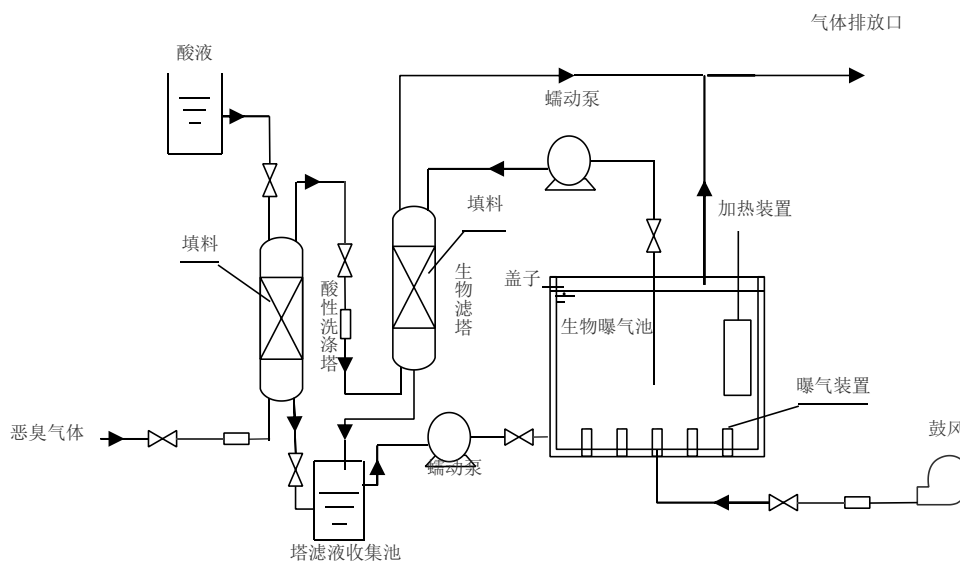 气体排放口
酸液
蠕动泵
填料
加热装置
填料
生物滤塔
盖子
酸性洗涤塔
生物曝气池
曝气装置
恶臭气体
鼓风
蠕动泵
塔滤液收集池